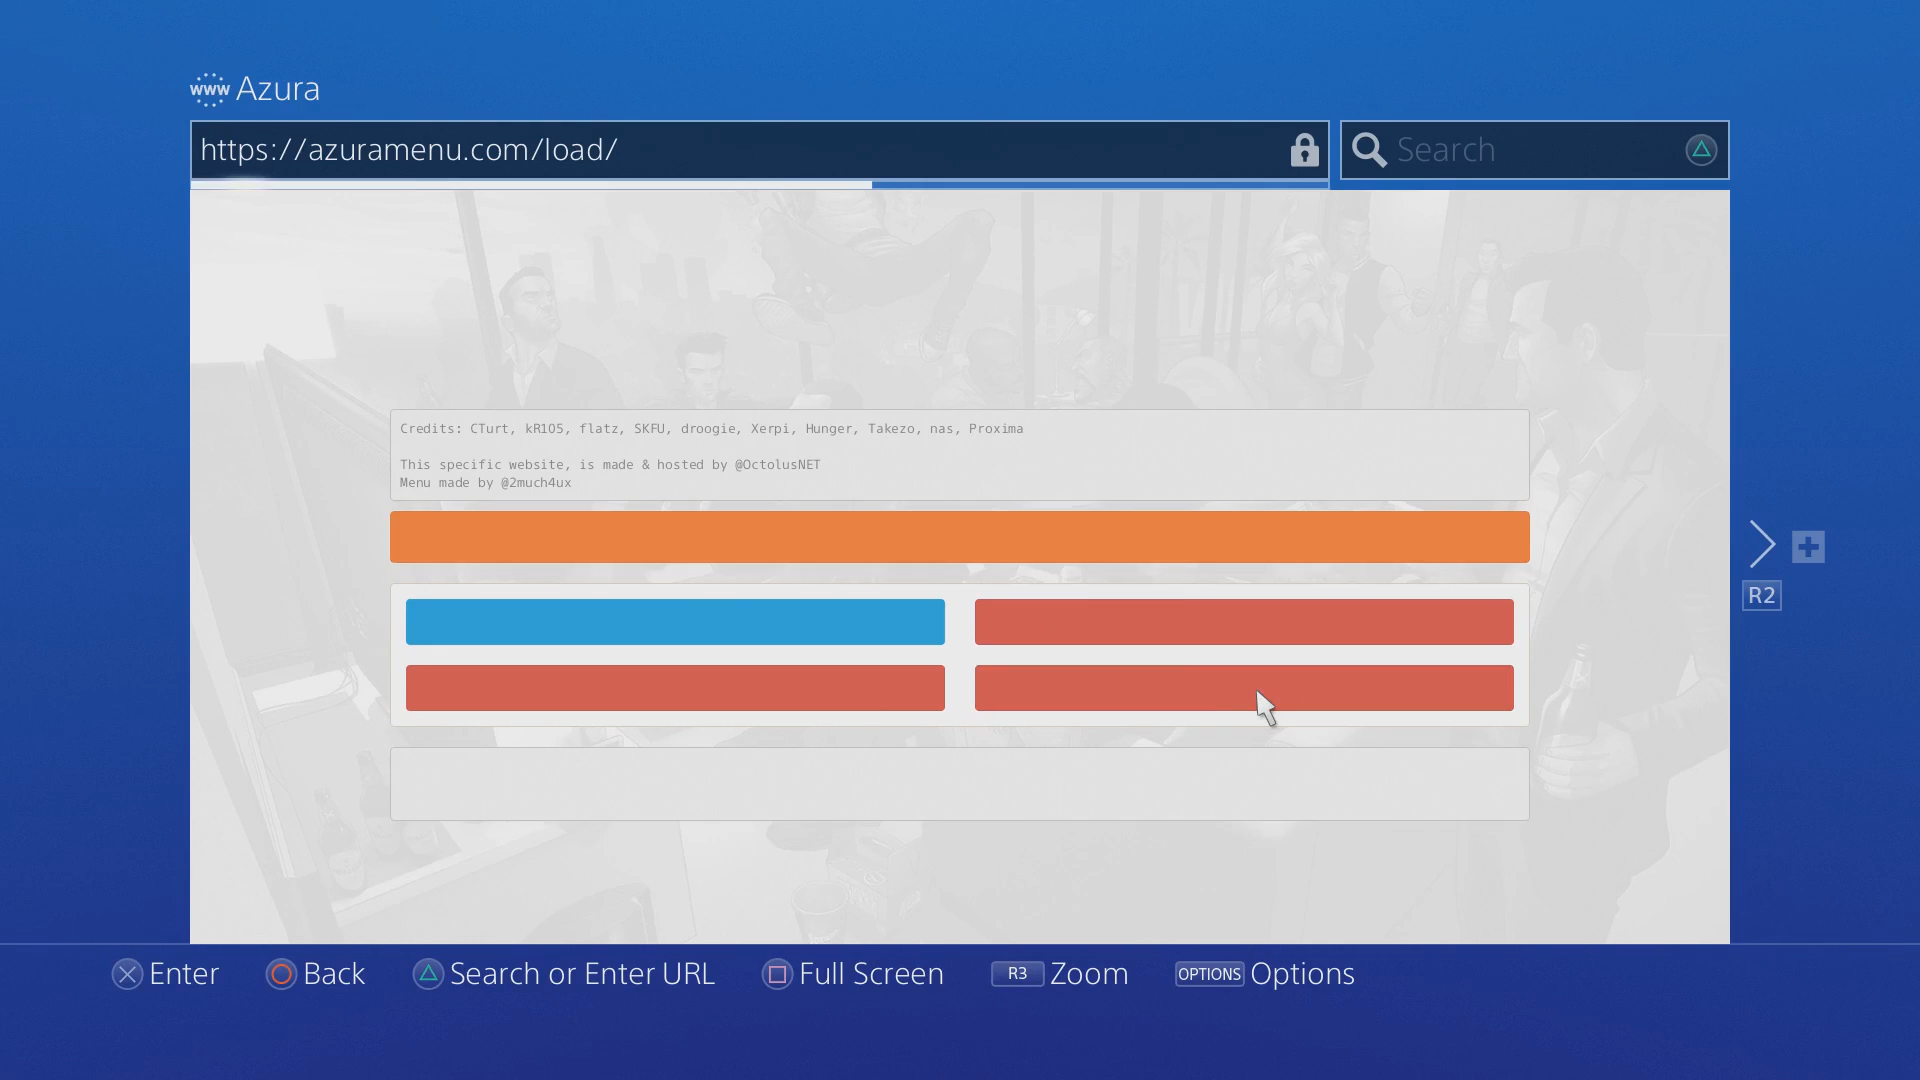 www Azura
https://azuramenu.com/load/
Search
Credits: CTurt, kR105, flatz, SKFU, droogie, Xerpi, Hunger, Takezo, nas, Proxima
This specific website, is made & hosted by @OctolusNET
Menu made by @2much4ux
R2
Enter Back Search or Enter URL Full Screen R3 Zoom OPTIONS Options